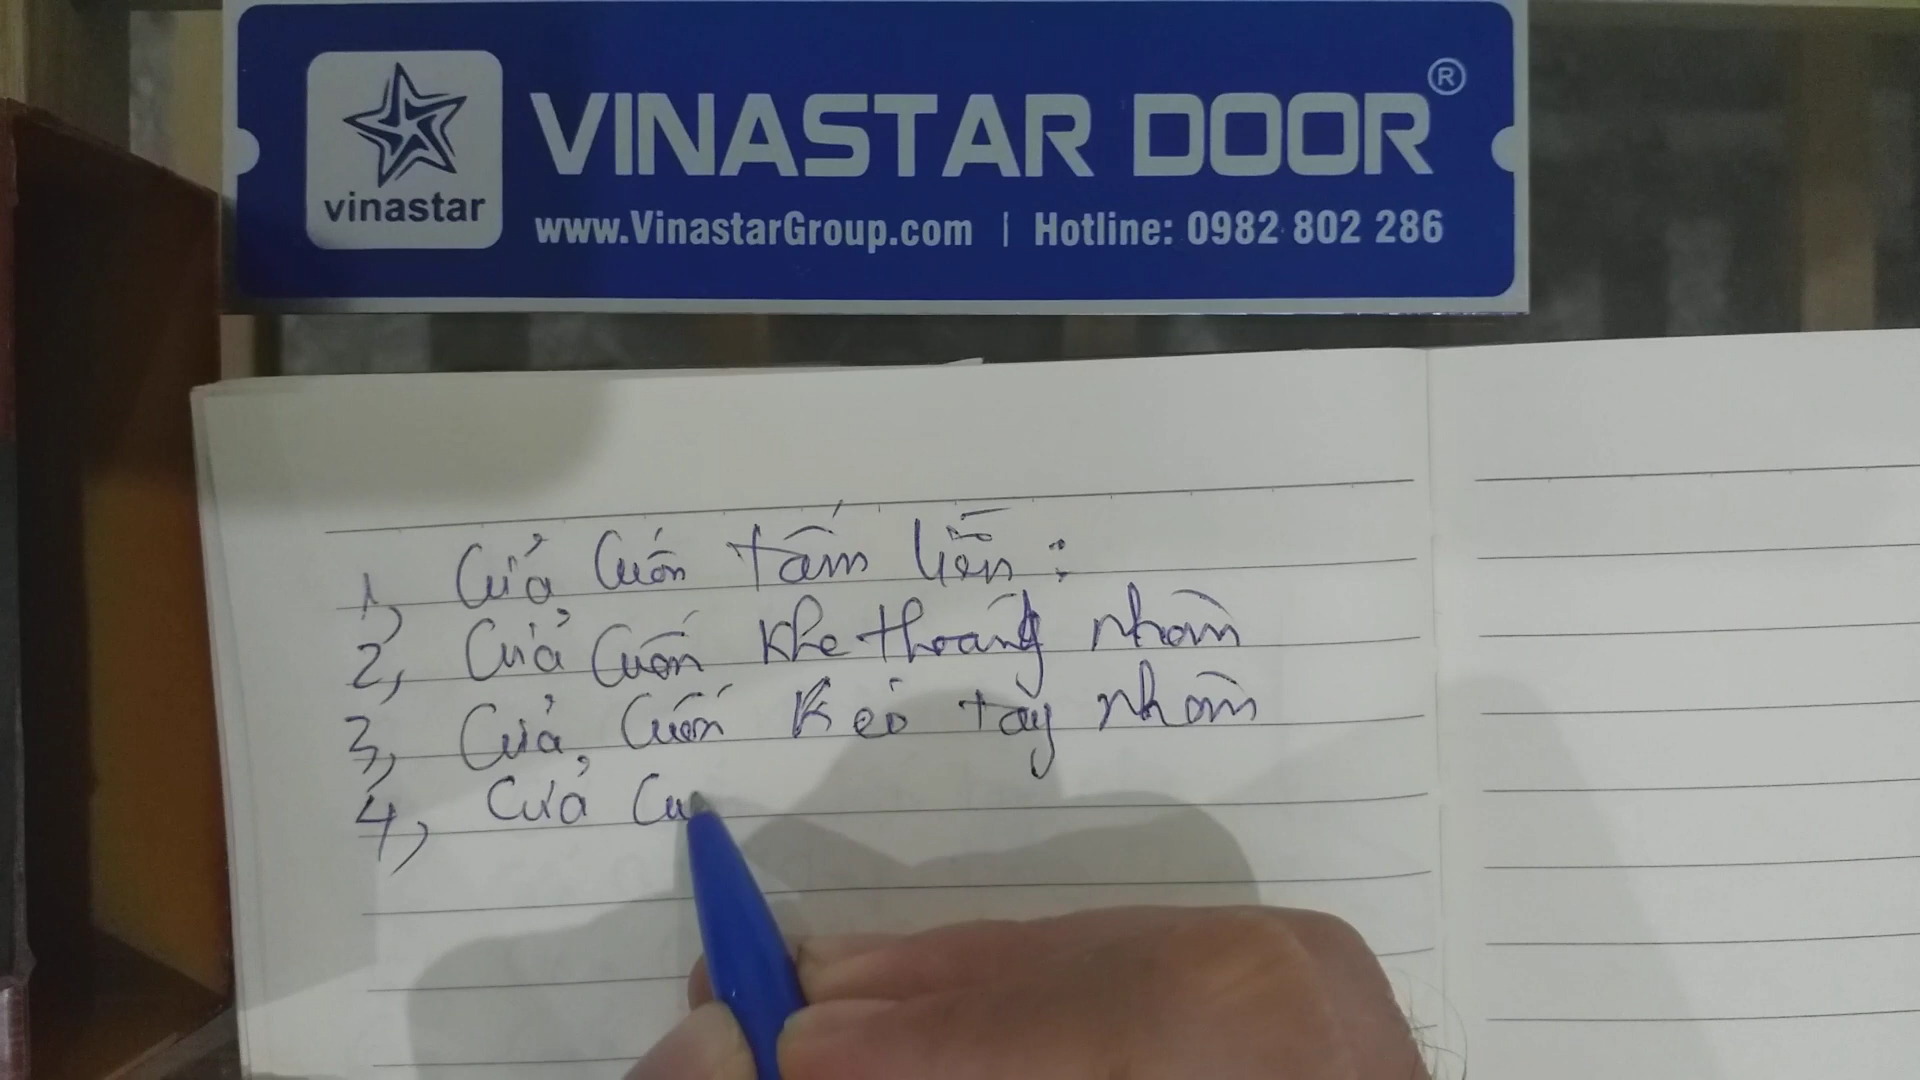 VINASTAR DOOR®
vinastar
www.VinastarGroup.com | Hotline: 0982 802 286
1, Cửa Cuốn tấm liền :
2, Cửa Cuốn Khe thoáng nhôm
3, Cửa Cuốn Kéo tay nhôm
4, Cửa Cu